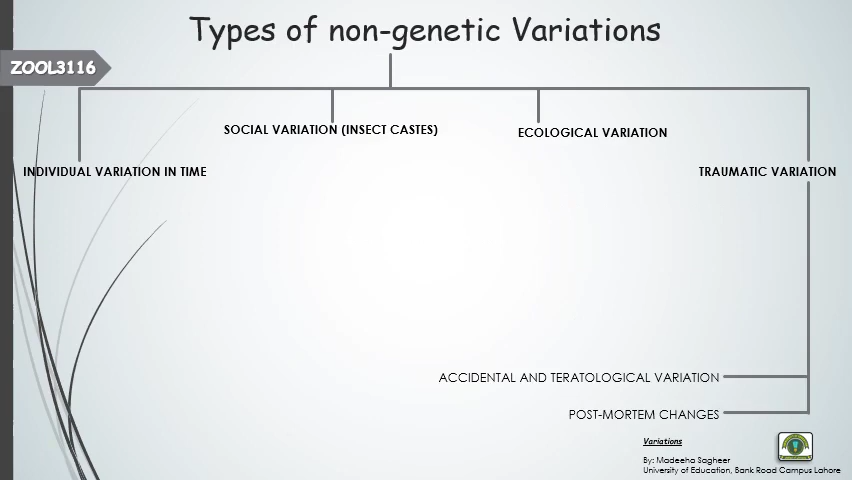 Types of non-genetic Variations
ZOOL3116
SOCIAL VARIATION (INSECT CASTES)
ECOLOGICAL VARIATION
INDIVIDUAL VARIATION IN TIME
TRAUMATIC VARIATION
ACCIDENTAL AND TERATOLOGICAL VARIATION
POST-MORTEM CHANGES
Variations
By: Madeeha Sagheer
University of Education, Bank Road Campus Lahore